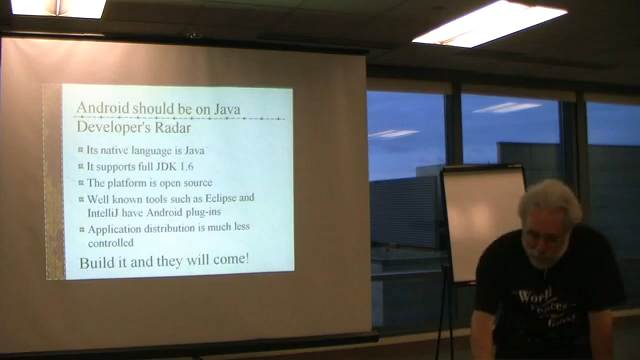 Android should be on Java
Developer's Radar
Its native language is Java
It supports full JDK 1.6
The platform is open source
Well known tools such as Eclipse and
IntelliJ have Android plug-ins
Application distribution is much less
controlled
Build it and they will come!
World